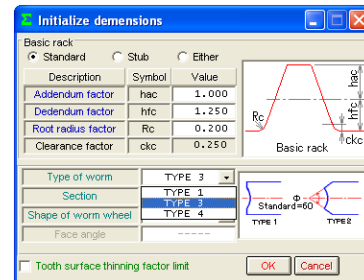 Σ Initialize demensions
Basic rack
Standard Stub Either
Description Symbol Value
Addendum factor hac 1.000
Dedendum factor hfc 1.250
Root radius factor Rc 0.200
Clearance factor ckc 0.250
hac
hfc
Rc
ckc
Basic rack
Type of worm TYPE 3
Section TYPE 1
TYPE 3
Shape of worm wheel TYPE 4
Face angle -----
Φ
Standard=60
TYPE 1 TYPE2
Tooth surface thinning factor limit
OK Cancel